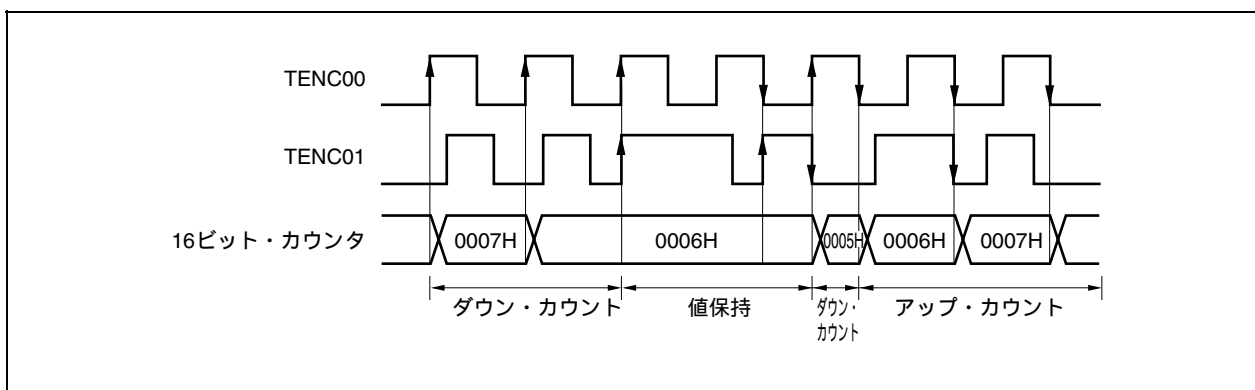 TENC00
TENC01
16ビット・カウンタ
0007H
0006H
0005H
0006H
0007H
ダウン・カウント
値保持
ダウン・
カウント
アップ・カウント